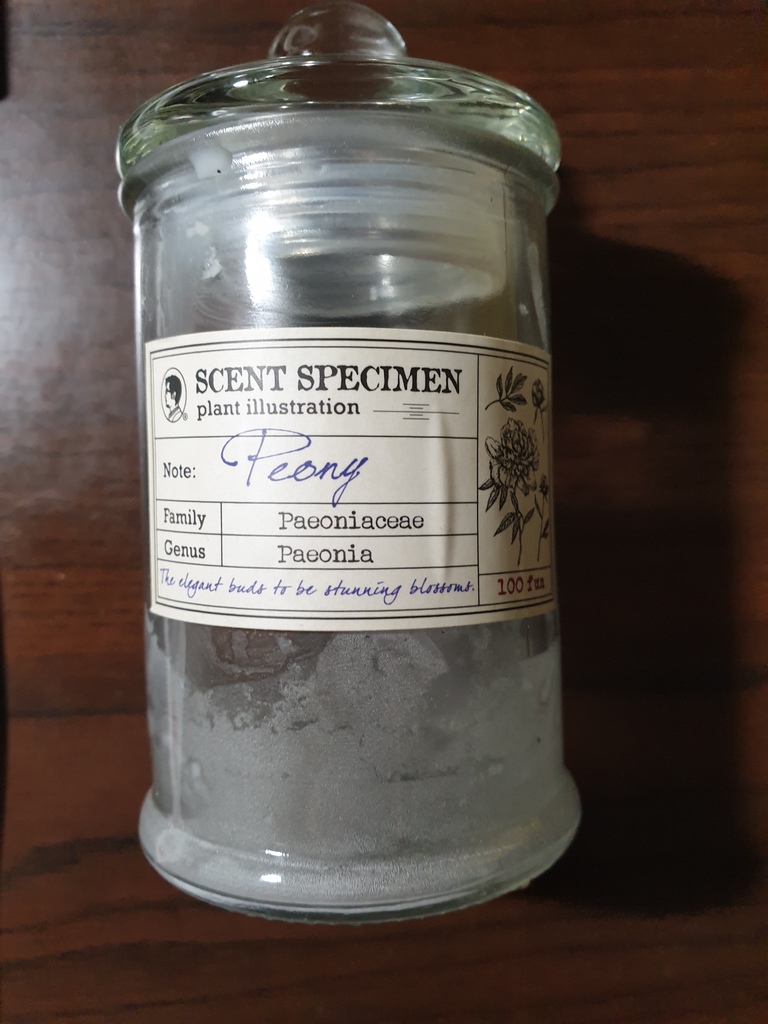 SCENT SPECIMEN
plant illustration
®
Note: Peony
Family Paeoniaceae
Genus Paeonia
The elegant buds to be stunning blossoms.
100 fun